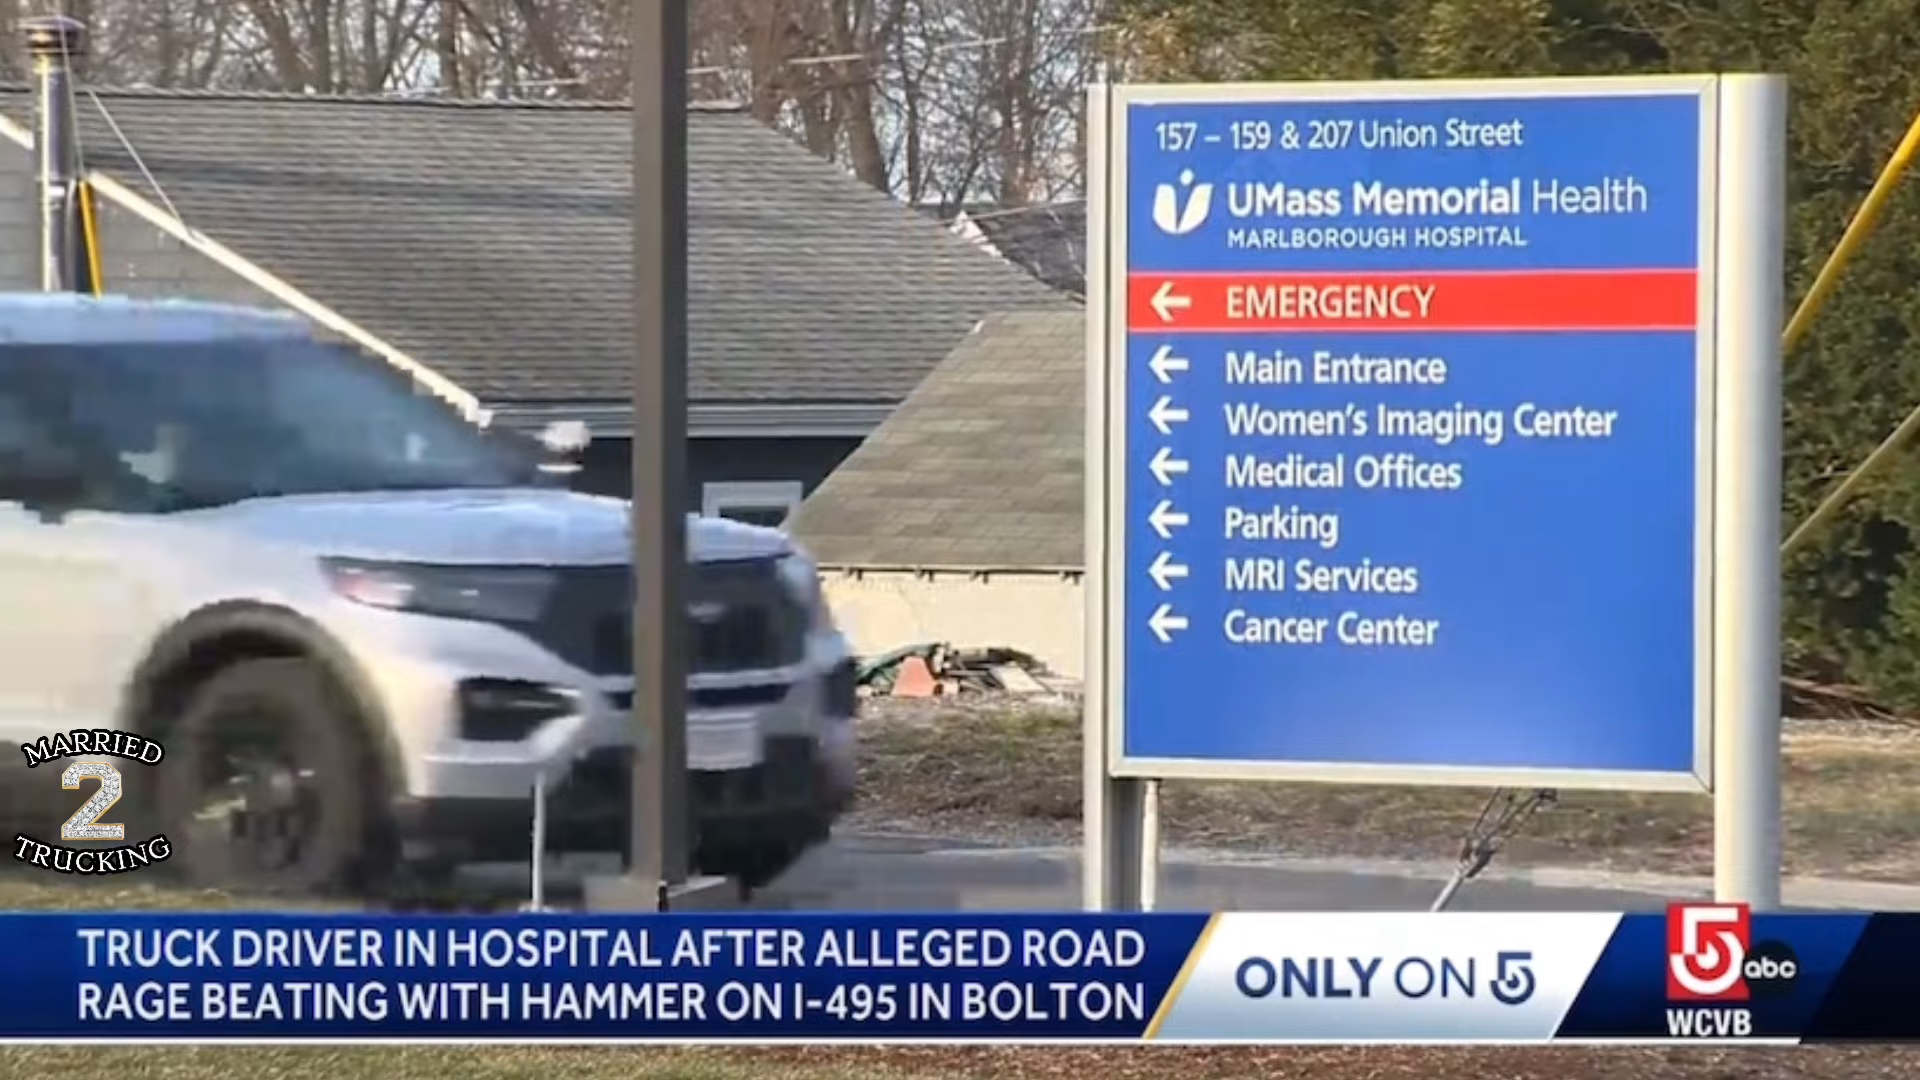 157 – 159 & 207 Union Street
UMass Memorial Health
MARLBOROUGH HOSPITAL
← EMERGENCY
← Main Entrance
← Women's Imaging Center
← Medical Offices
← Parking
← MRI Services
← Cancer Center
MARRIED
2
TRUCKING
TRUCK DRIVER IN HOSPITAL AFTER ALLEGED ROAD
RAGE BEATING WITH HAMMER ON I-495 IN BOLTON
ONLY ON 5
5 abc
WCVB